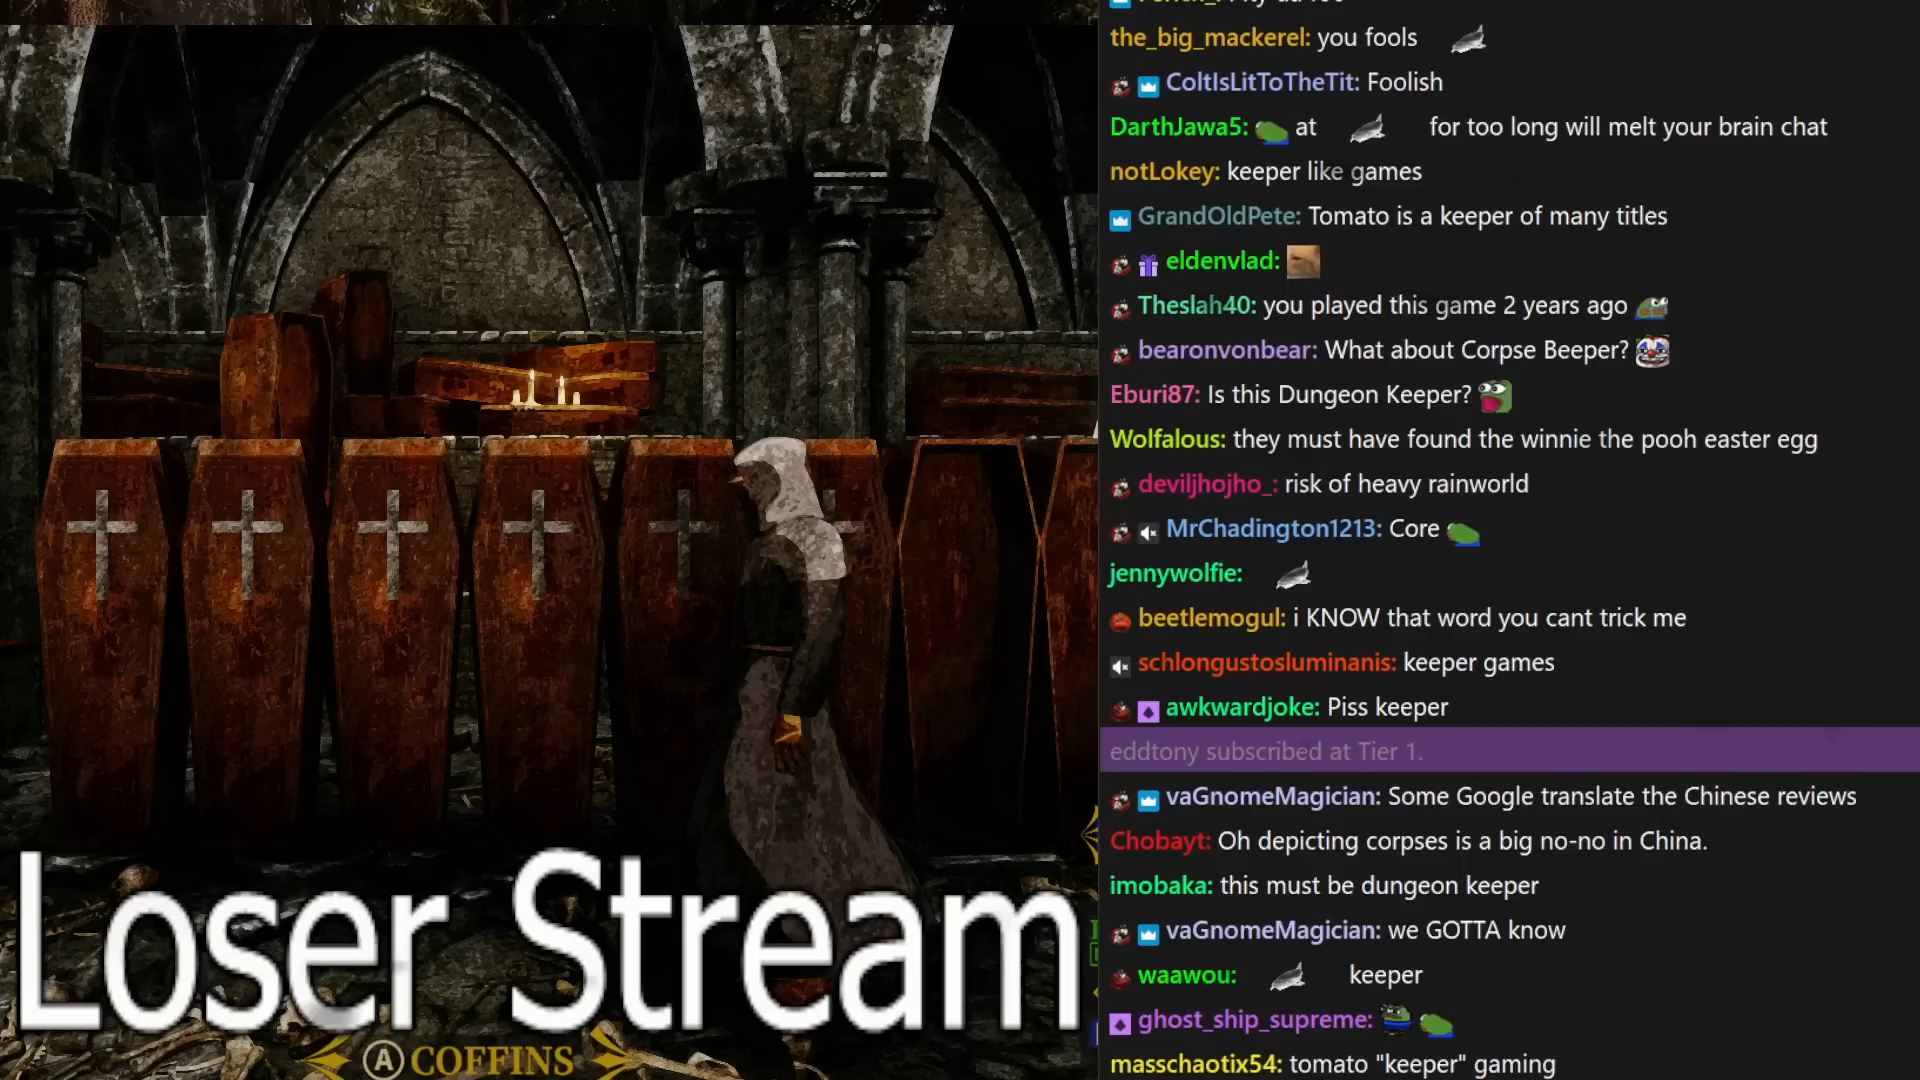 the_big_mackerel: you fools
ColtIsLitToTheTit: Foolish
DarthJawa5: at for too long will melt your brain chat
notLokey: keeper like games
GrandOldPete: Tomato is a keeper of many titles
eldenvlad:
Theslah40: you played this game 2 years ago
bearonvonbear: What about Corpse Beeper?
Eburi87: Is this Dungeon Keeper?
Wolfalous: they must have found the winnie the pooh easter egg
deviljhojho_: risk of heavy rainworld
MrChadington1213: Core
jennywolfie:
beetlemogul: i KNOW that word you cant trick me
schlongustosluminanis: keeper games
awkwardjoke: Piss keeper
eddtony subscribed at Tier 1.
vaGnomeMagician: Some Google translate the Chinese reviews
Chobayt: Oh depicting corpses is a big no-no in China.
imobaka: this must be dungeon keeper
vaGnomeMagician: we GOTTA know
waawou: keeper
ghost_ship_supreme:
masschaotix54: tomato "keeper" gaming
Loser Stream
A COFFINS